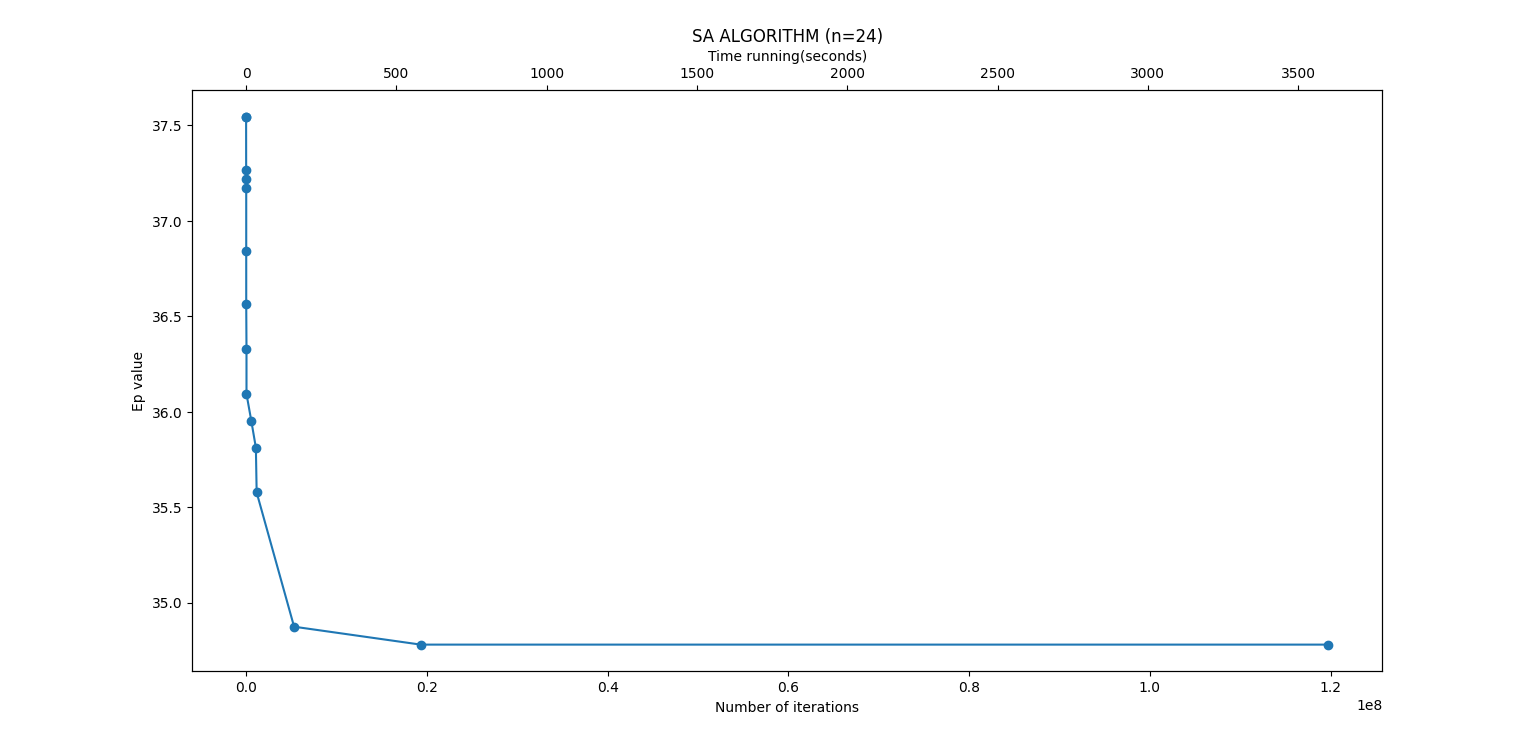 SA ALGORITHM (n=24)
Time running(seconds)
0 500 1000 1500 2000 2500 3000 3500
37.5
37.0
36.5
36.0
35.5
35.0
Ep value
0.0 0.2 0.4 0.6 0.8 1.0 1.2
1e8
Number of iterations